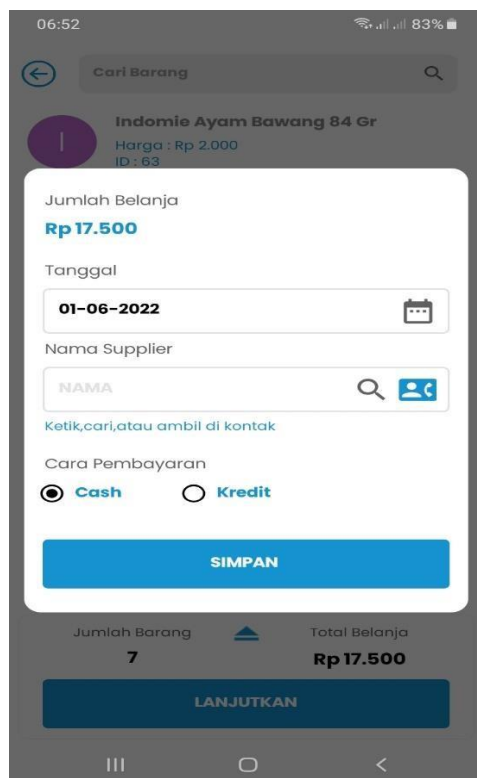 06:52 83%
Cari Barang
I
Indomie Ayam Bawang 84 Gr
Harga : Rp 2.000
ID : 63
Jumlah Belanja
Rp 17.500
Tanggal
01-06-2022
Nama Supplier
NAMA
Ketik,cari,atau ambil di kontak
Cara Pembayaran
Cash Kredit
SIMPAN
Jumlah Barang Total Belanja
7 Rp 17.500
LANJUTKAN